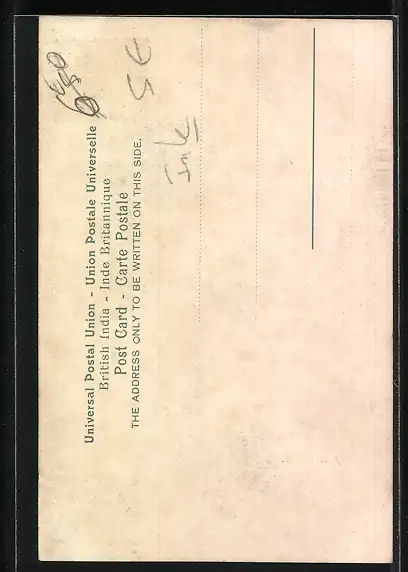 Universal Postal Union - Union Postale Universelle
British India - Inde Britannique
Post Card - Carte Postale
THE ADDRESS ONLY TO BE WRITTEN ON THIS SIDE.
Ink